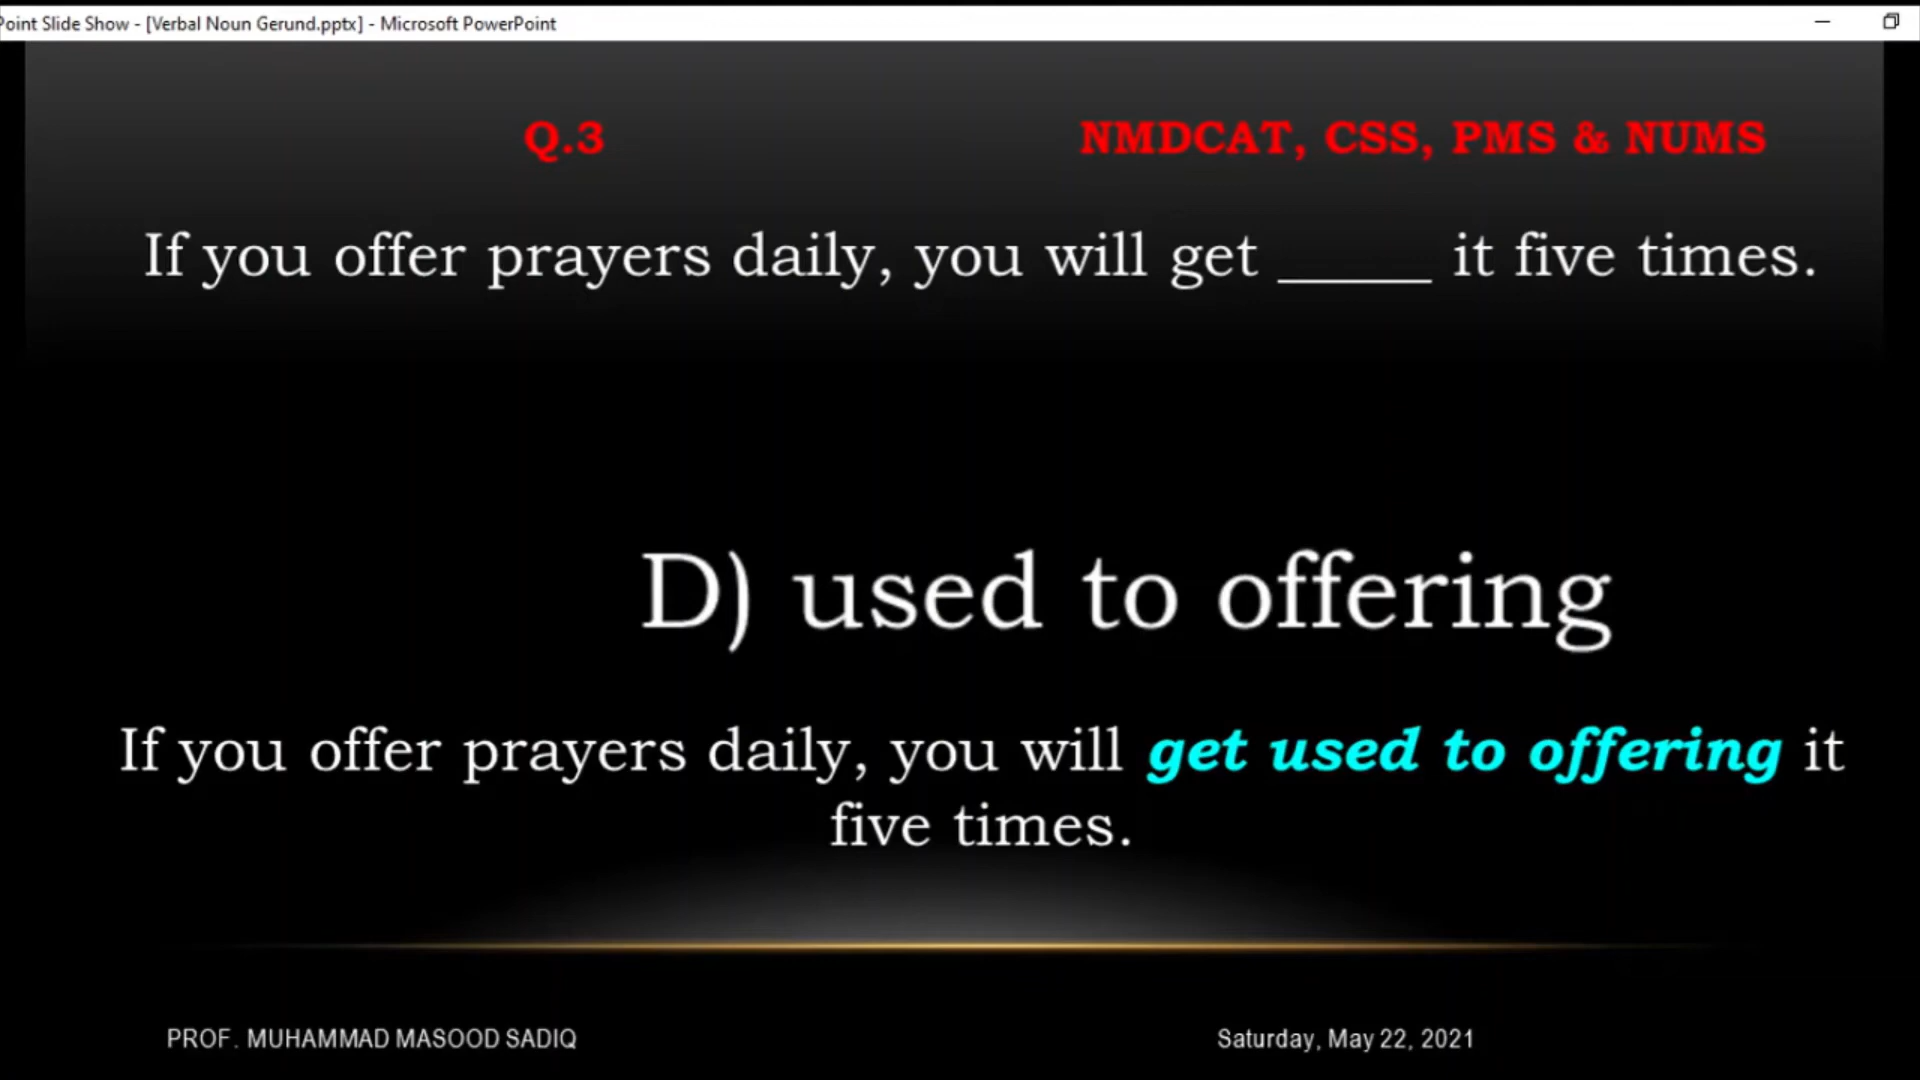 Point Slide Show - [Verbal Noun Gerund.pptx] - Microsoft PowerPoint
Q.3 NMDCAT, CSS, PMS & NUMS
If you offer prayers daily, you will get _____ it five times.
D) used to offering
If you offer prayers daily, you will get used to offering it
five times.
PROF. MUHAMMAD MASOOD SADIQ Saturday, May 22, 2021